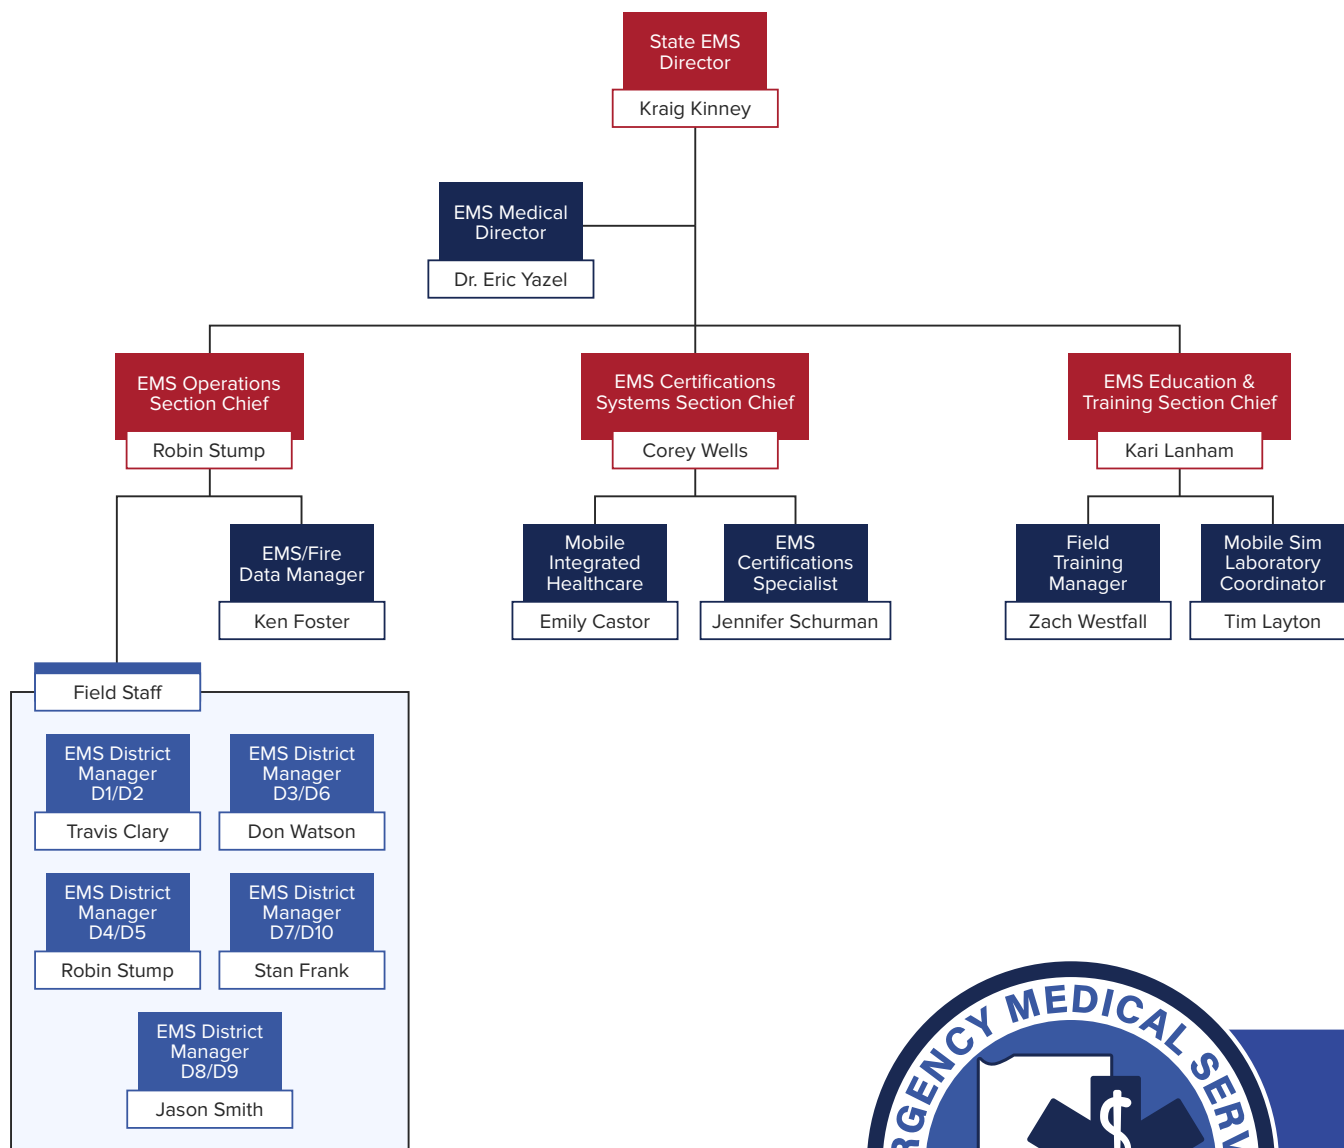 State EMS
Director
Kraig Kinney
EMS Medical
Director
Dr. Eric Yazel
EMS Operations
Section Chief
Robin Stump
EMS Certifications
Systems Section Chief
Corey Wells
EMS Education &
Training Section Chief
Kari Lanham
EMS/Fire
Data Manager
Ken Foster
Mobile
Integrated
Healthcare
Emily Castor
EMS
Certifications
Specialist
Jennifer Schurman
Field
Training
Manager
Zach Westfall
Mobile Sim
Laboratory
Coordinator
Tim Layton
Field Staff
EMS District
Manager
D1/D2
Travis Clary
EMS District
Manager
D3/D6
Don Watson
EMS District
Manager
D4/D5
Robin Stump
EMS District
Manager
D7/D10
Stan Frank
EMS District
Manager
D8/D9
Jason Smith
RGENCY MEDICAL SERV